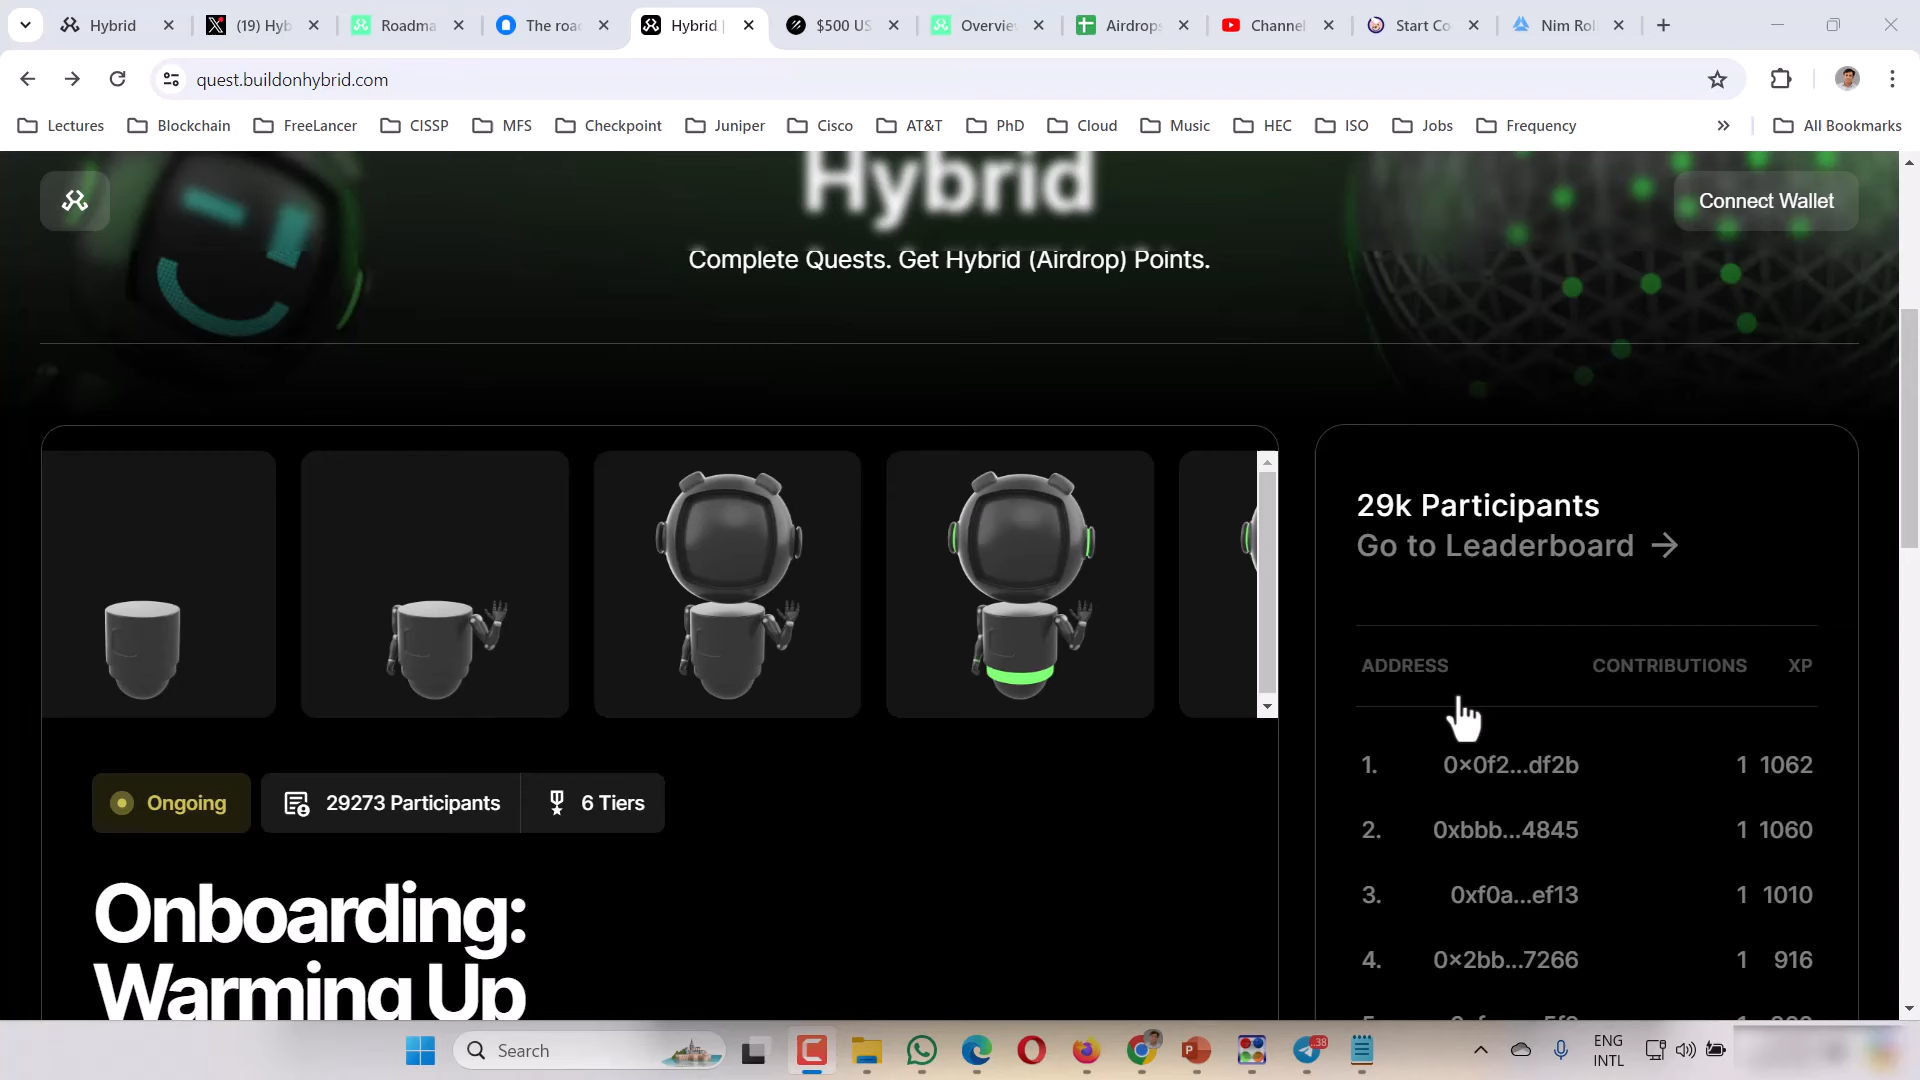 Hybrid
(19) Hyb
Roadma
The road
Hybrid |
$500 US
Overvie
Airdrops
Channel
Start Co
Nim Rol
quest.buildonhybrid.com
Lectures
Blockchain
FreeLancer
CISSP
MFS
Checkpoint
Juniper
Cisco
AT&T
PhD
Cloud
Music
HEC
ISO
Jobs
Frequency
All Bookmarks
Hybrid
Connect Wallet
Complete Quests. Get Hybrid (Airdrop) Points.
29k Participants
Go to Leaderboard →
ADDRESS CONTRIBUTIONS XP
1. 0x0f2...df2b 1 1062
2. 0xbbb...4845 1 1060
3. 0xf0a...ef13 1 1010
4. 0x2bb...7266 1 916
Ongoing
29273 Participants
6 Tiers
Onboarding:
Warming Up
Search
38
ENG
INTL